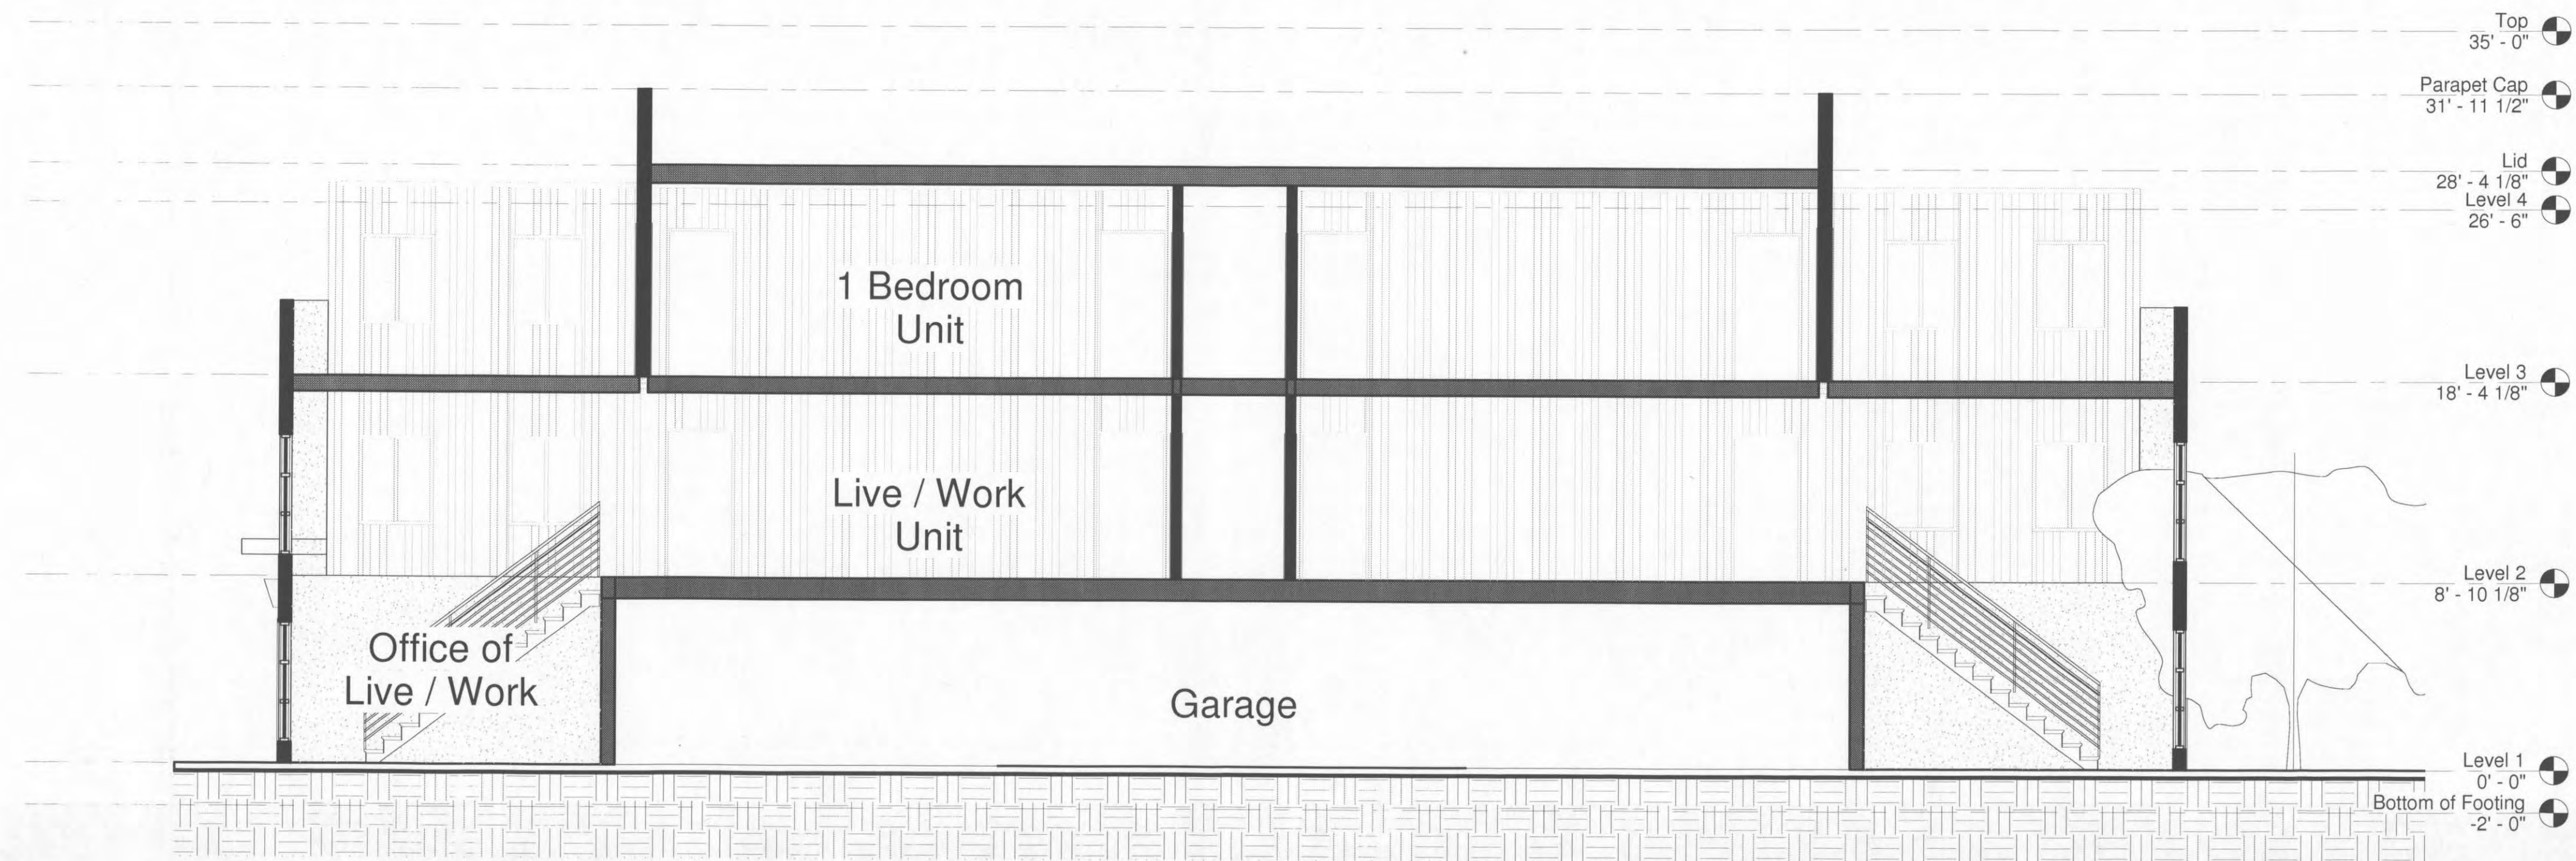 Top
35' - 0"
Parapet Cap
31' - 11 1/2"
Lid
28' - 4 1/8"
Level 4
26' - 6"
1 Bedroom
Unit
Level 3
18' - 4 1/8"
Live / Work
Unit
Level 2
8' - 10 1/8"
Office of
Live / Work
Garage
Level 1
0' - 0"
Bottom of Footing
-2' - 0"